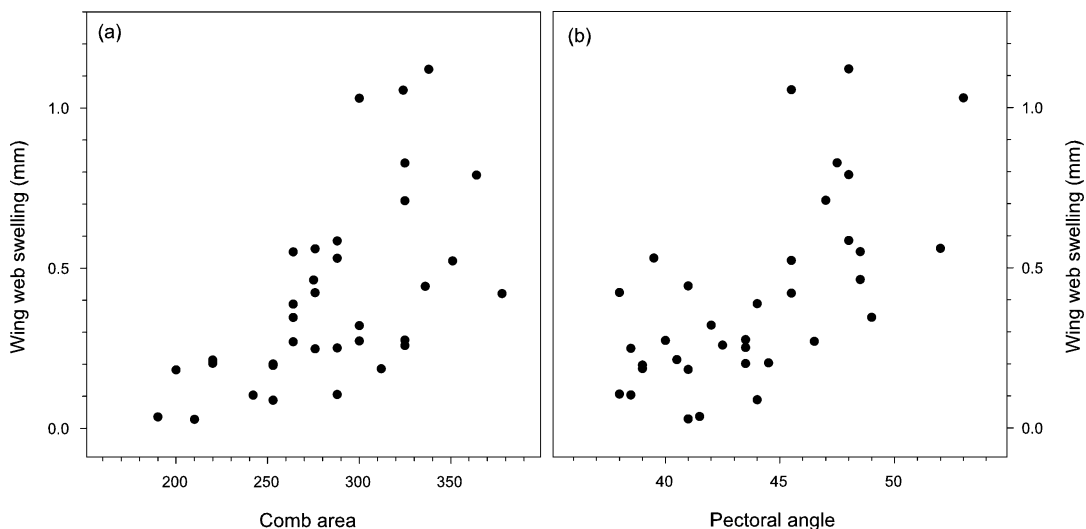 (a)
(b)
Wing web swelling (mm)
1.0
0.5
0.0
200 250 300 350
Comb area
40 45 50
Pectoral angle
1.0
0.5
0.0
Wing web swelling (mm)